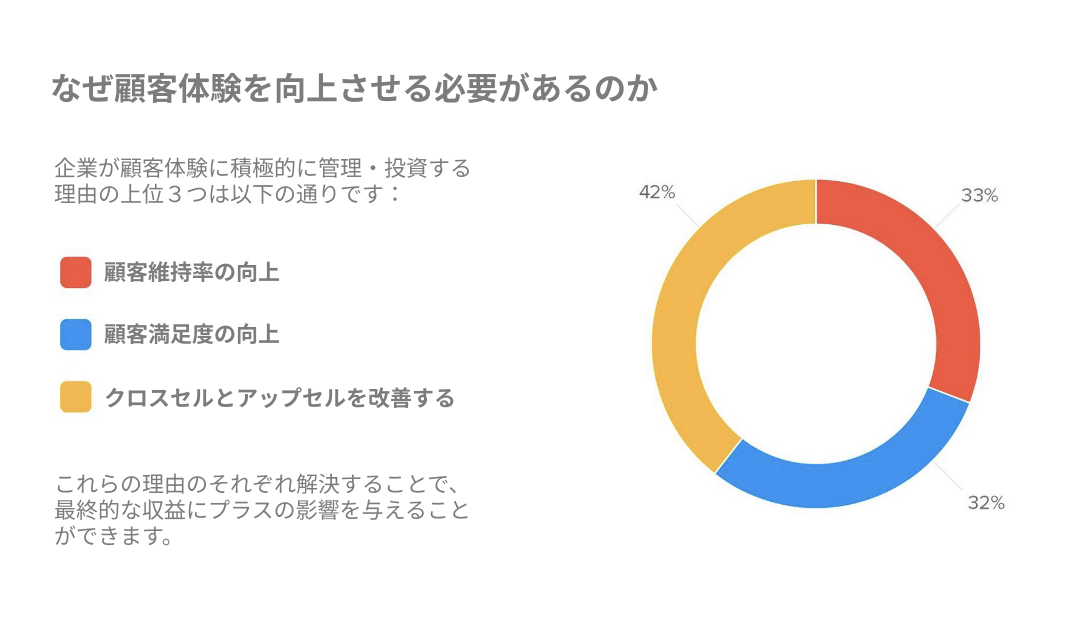 なぜ顧客体験を向上させる必要があるのか
企業が顧客体験に積極的に管理・投資する
理由の上位３つは以下の通りです：
顧客維持率の向上
顧客満足度の向上
クロスセルとアップセルを改善する
これらの理由のそれぞれ解決することで、
最終的な収益にプラスの影響を与えること
ができます。
42%
33%
32%